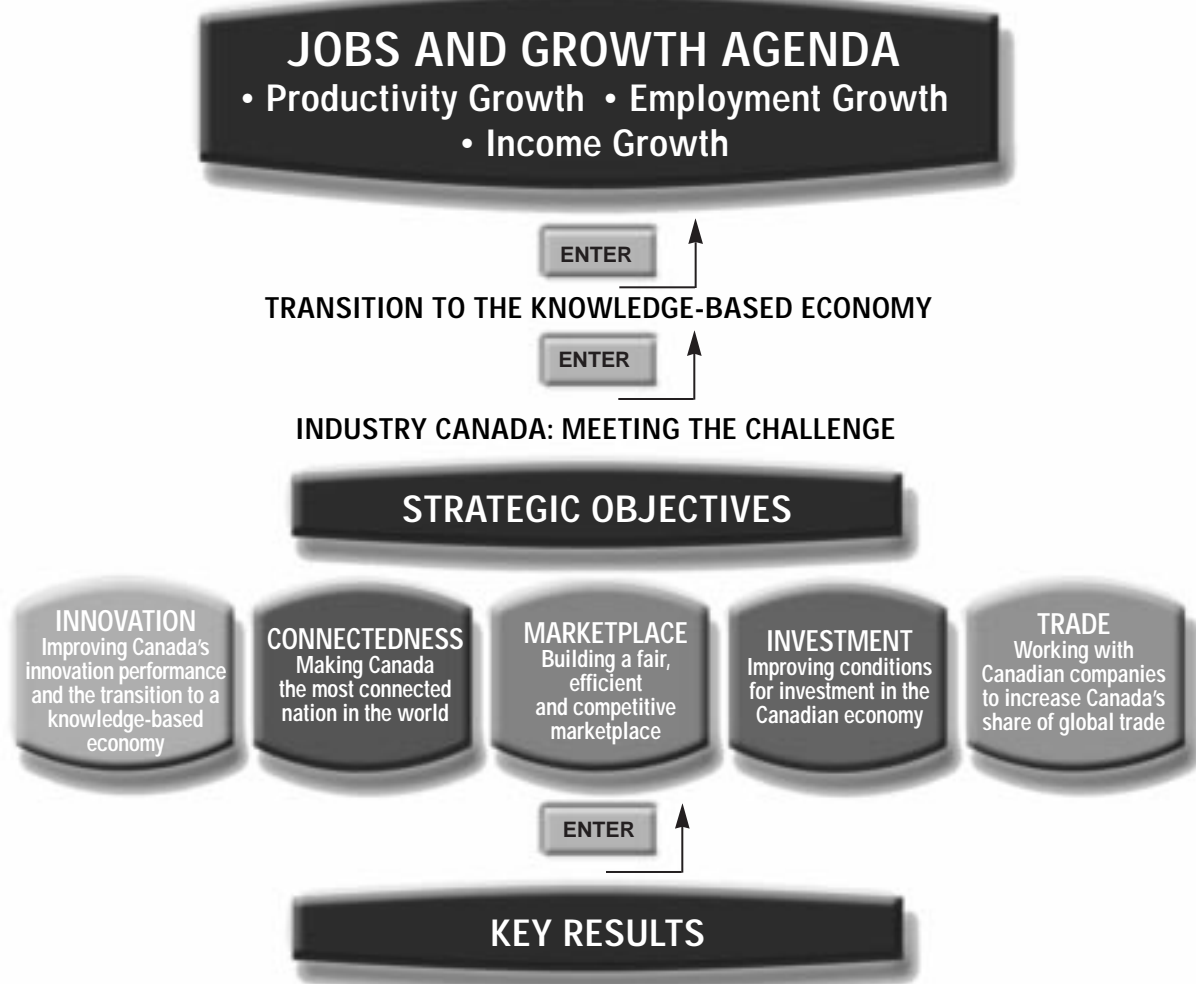 JOBS AND GROWTH AGENDA
• Productivity Growth • Employment Growth
• Income Growth
ENTER
TRANSITION TO THE KNOWLEDGE-BASED ECONOMY
ENTER
INDUSTRY CANADA: MEETING THE CHALLENGE
STRATEGIC OBJECTIVES
INNOVATION
Improving Canada's
innovation performance
and the transition to a
knowledge-based
economy
CONNECTEDNESS
Making Canada
the most connected
nation in the world
MARKETPLACE
Building a fair,
efficient
and competitive
marketplace
INVESTMENT
Improving conditions
for investment in the
Canadian economy
TRADE
Working with
Canadian companies
to increase Canada's
share of global trade
ENTER
KEY RESULTS